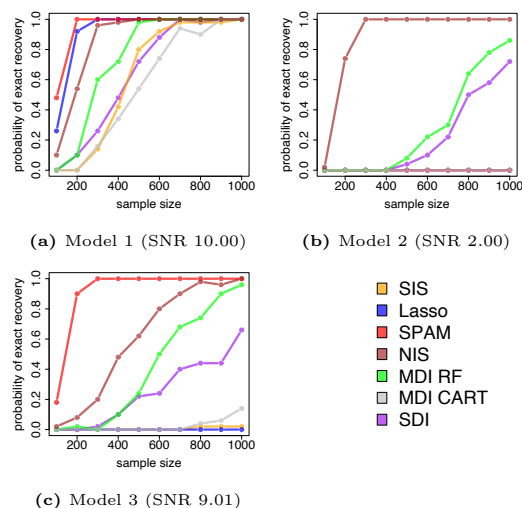 probability of exact recovery
0.0 0.2 0.4 0.6 0.8 1.0
200 400 600 800 1000
sample size
(a) Model 1 (SNR 10.00)
probability of exact recovery
0.0 0.2 0.4 0.6 0.8 1.0
200 400 600 800 1000
sample size
(b) Model 2 (SNR 2.00)
probability of exact recovery
0.0 0.2 0.4 0.6 0.8 1.0
200 400 600 800 1000
sample size
(c) Model 3 (SNR 9.01)
SIS
Lasso
SPAM
NIS
MDI RF
MDI CART
SDI